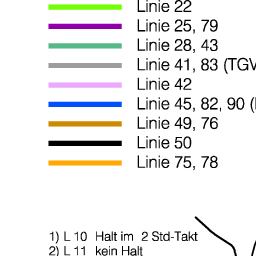 Linie 22
Linie 25, 79
Linie 28, 43
Linie 41, 83 (TGV
Linie 42
Linie 45, 82, 90 (
Linie 49, 76
Linie 50
Linie 75, 78
1) L 10 Halt im 2 Std-Takt
2) L 11 kein Halt